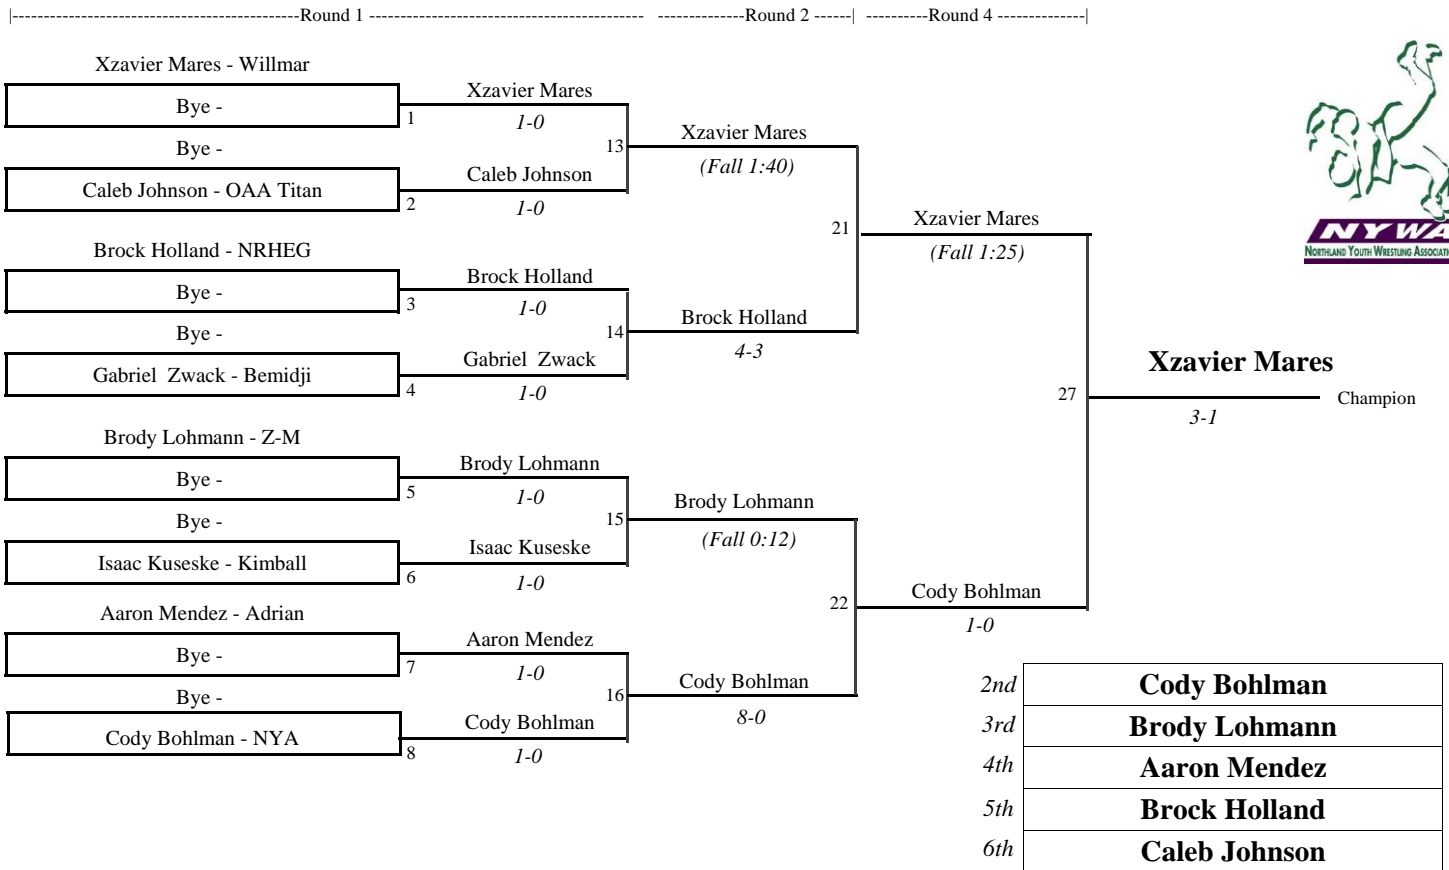 |----------------------------------------------Round 1 -------------------------------------------- --------------Round 2 ------| ----------Round 4 --------------|
Xzavier Mares - Willmar
Bye -
1
Bye -
Caleb Johnson - OAA Titan
2
Brock Holland - NRHEG
Bye -
3
Bye -
Gabriel Zwack - Bemidji
4
Brody Lohmann - Z-M
Bye -
5
Bye -
Isaac Kuseske - Kimball
6
Aaron Mendez - Adrian
Bye -
7
Bye -
Cody Bohlman - NYA
8
Xzavier Mares
1-0
13
Caleb Johnson
1-0
Brock Holland
1-0
14
Gabriel Zwack
1-0
Brody Lohmann
1-0
15
Isaac Kuseske
1-0
Aaron Mendez
1-0
16
Cody Bohlman
1-0
Xzavier Mares
(Fall 1:40)
21
Brock Holland
4-3
Brody Lohmann
(Fall 0:12)
22
Cody Bohlman
8-0
Xzavier Mares
(Fall 1:25)
27
Cody Bohlman
1-0
NYWA
NORTHLAND YOUTH WRESTLING
Xzavier Mares
Champion
3-1
2nd Cody Bohlman
3rd Brody Lohmann
4th Aaron Mendez
5th Brock Holland
6th Caleb Johnson